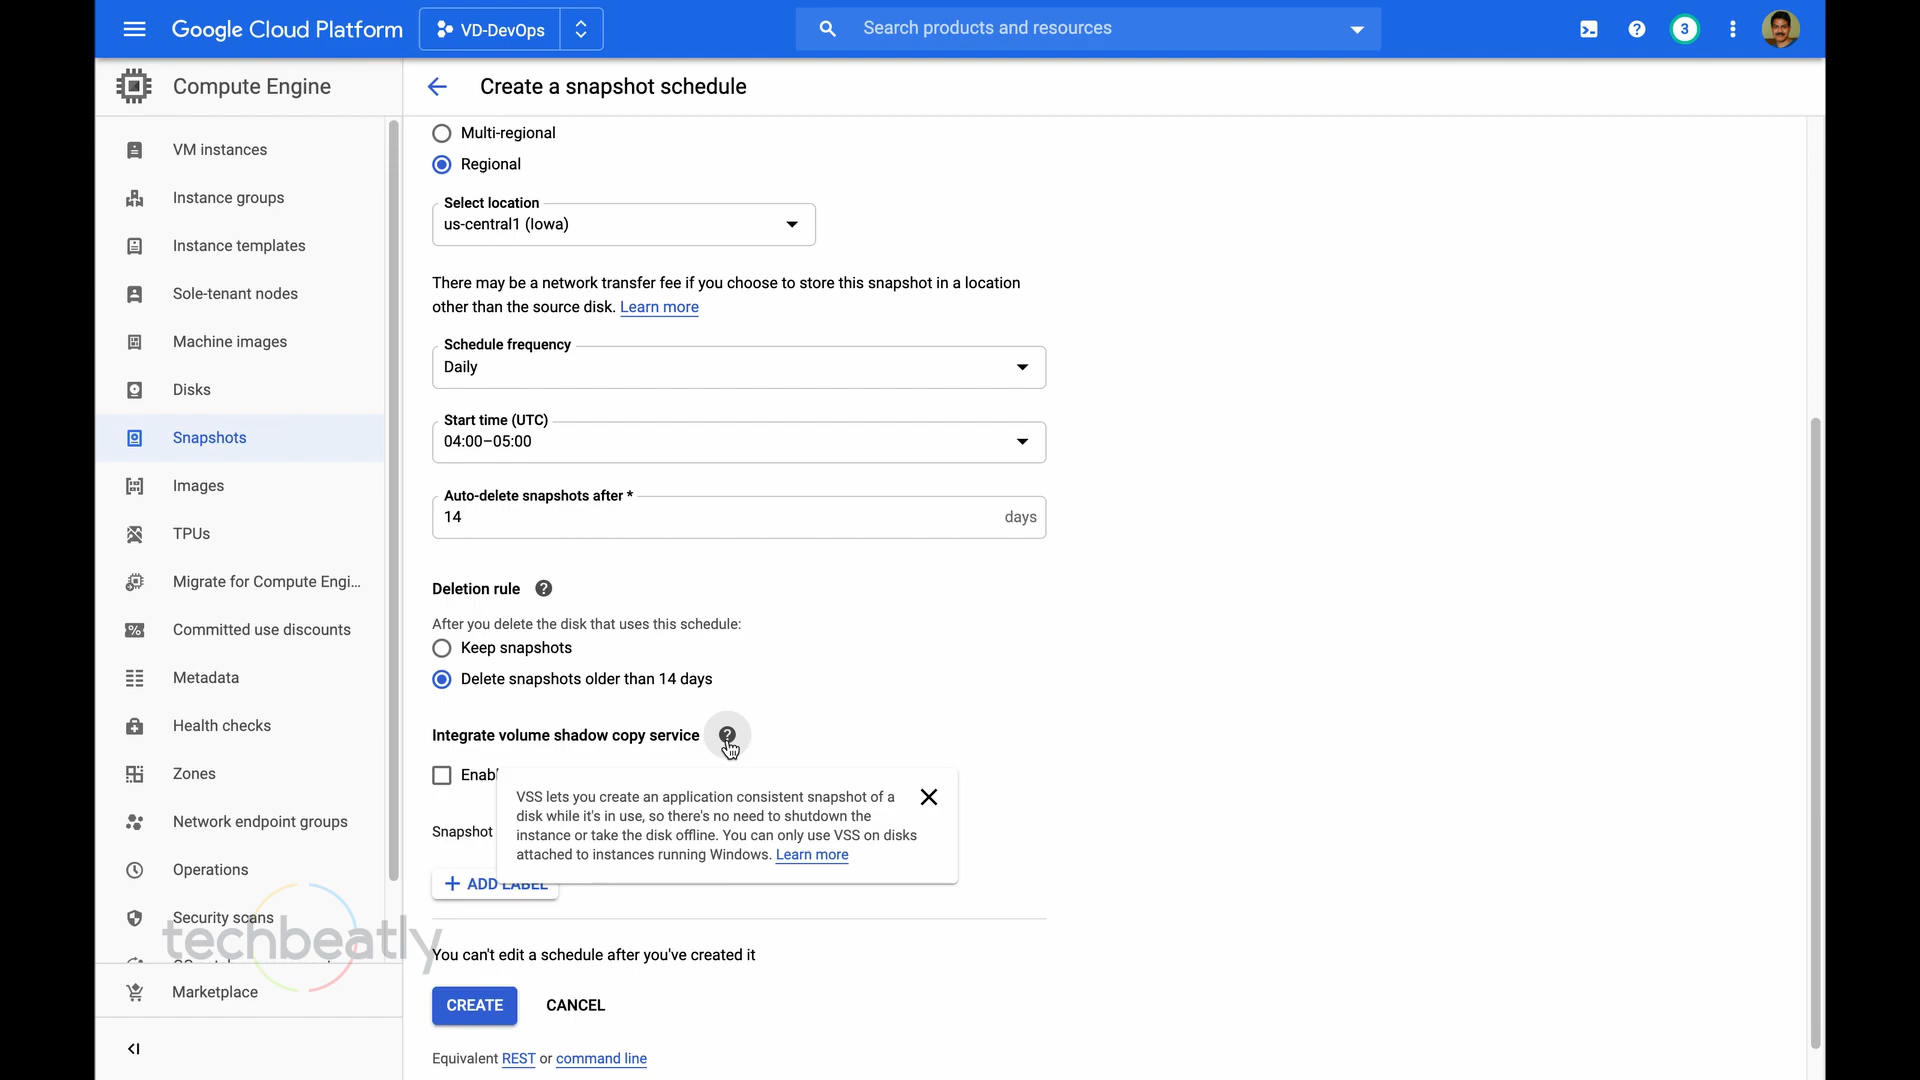 Google Cloud Platform
VD-DevOps
Search products and resources
3
Compute Engine
Create a snapshot schedule
VM instances
Instance groups
Instance templates
Sole-tenant nodes
Machine images
Disks
Snapshots
Images
TPUs
Migrate for Compute Engi...
Committed use discounts
Metadata
Health checks
Zones
Network endpoint groups
Operations
Security scans
Marketplace
techbeatly
Multi-regional
Regional
Select location
us-central1 (Iowa)
There may be a network transfer fee if you choose to store this snapshot in a location
other than the source disk. Learn more
Schedule frequency
Daily
Start time (UTC)
04:00–05:00
Auto-delete snapshots after *
14 days
Deletion rule
After you delete the disk that uses this schedule:
Keep snapshots
Delete snapshots older than 14 days
Integrate volume shadow copy service
Enabl
VSS lets you create an application consistent snapshot of a
disk while it's in use, so there's no need to shutdown the
instance or take the disk offline. You can only use VSS on disks
attached to instances running Windows. Learn more
Snapshot
ADD LABEL
You can't edit a schedule after you've created it
CREATE CANCEL
Equivalent REST or command line